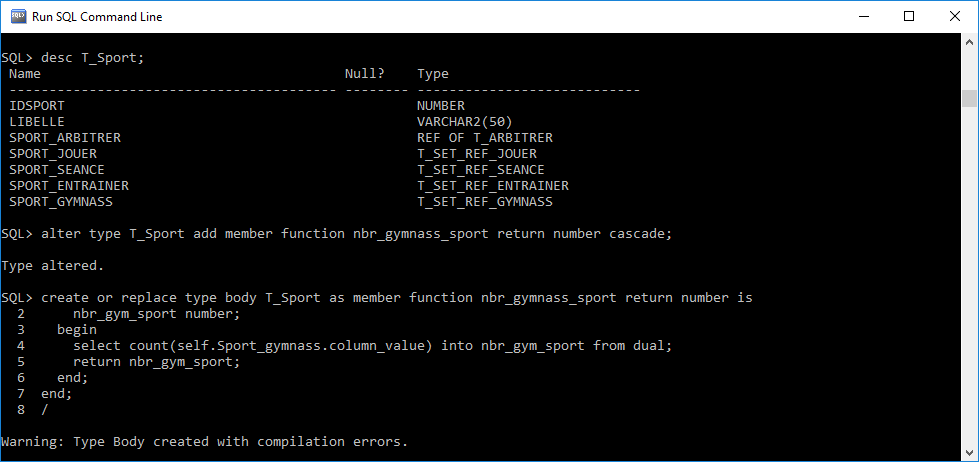 Run SQL Command Line
SQL> desc T_Sport;
Name Null? Type
----------------------------------------- -------- ----------------------------
IDSPORT NUMBER
LIBELLE VARCHAR2(50)
SPORT_ARBITRER REF OF T_ARBITRER
SPORT_JOUER T_SET_REF_JOUER
SPORT_SEANCE T_SET_REF_SEANCE
SPORT_ENTRAINER T_SET_REF_ENTRAINER
SPORT_GYMNASS T_SET_REF_GYMNASS
SQL> alter type T_Sport add member function nbr_gymnass_sport return number cascade;
Type altered.
SQL> create or replace type body T_Sport as member function nbr_gymnass_sport return number is
2 nbr_gym_sport number;
3 begin
4 select count(self.Sport_gymnass.column_value) into nbr_gym_sport from dual;
5 return nbr_gym_sport;
6 end;
7 end;
8 /
Warning: Type Body created with compilation errors.